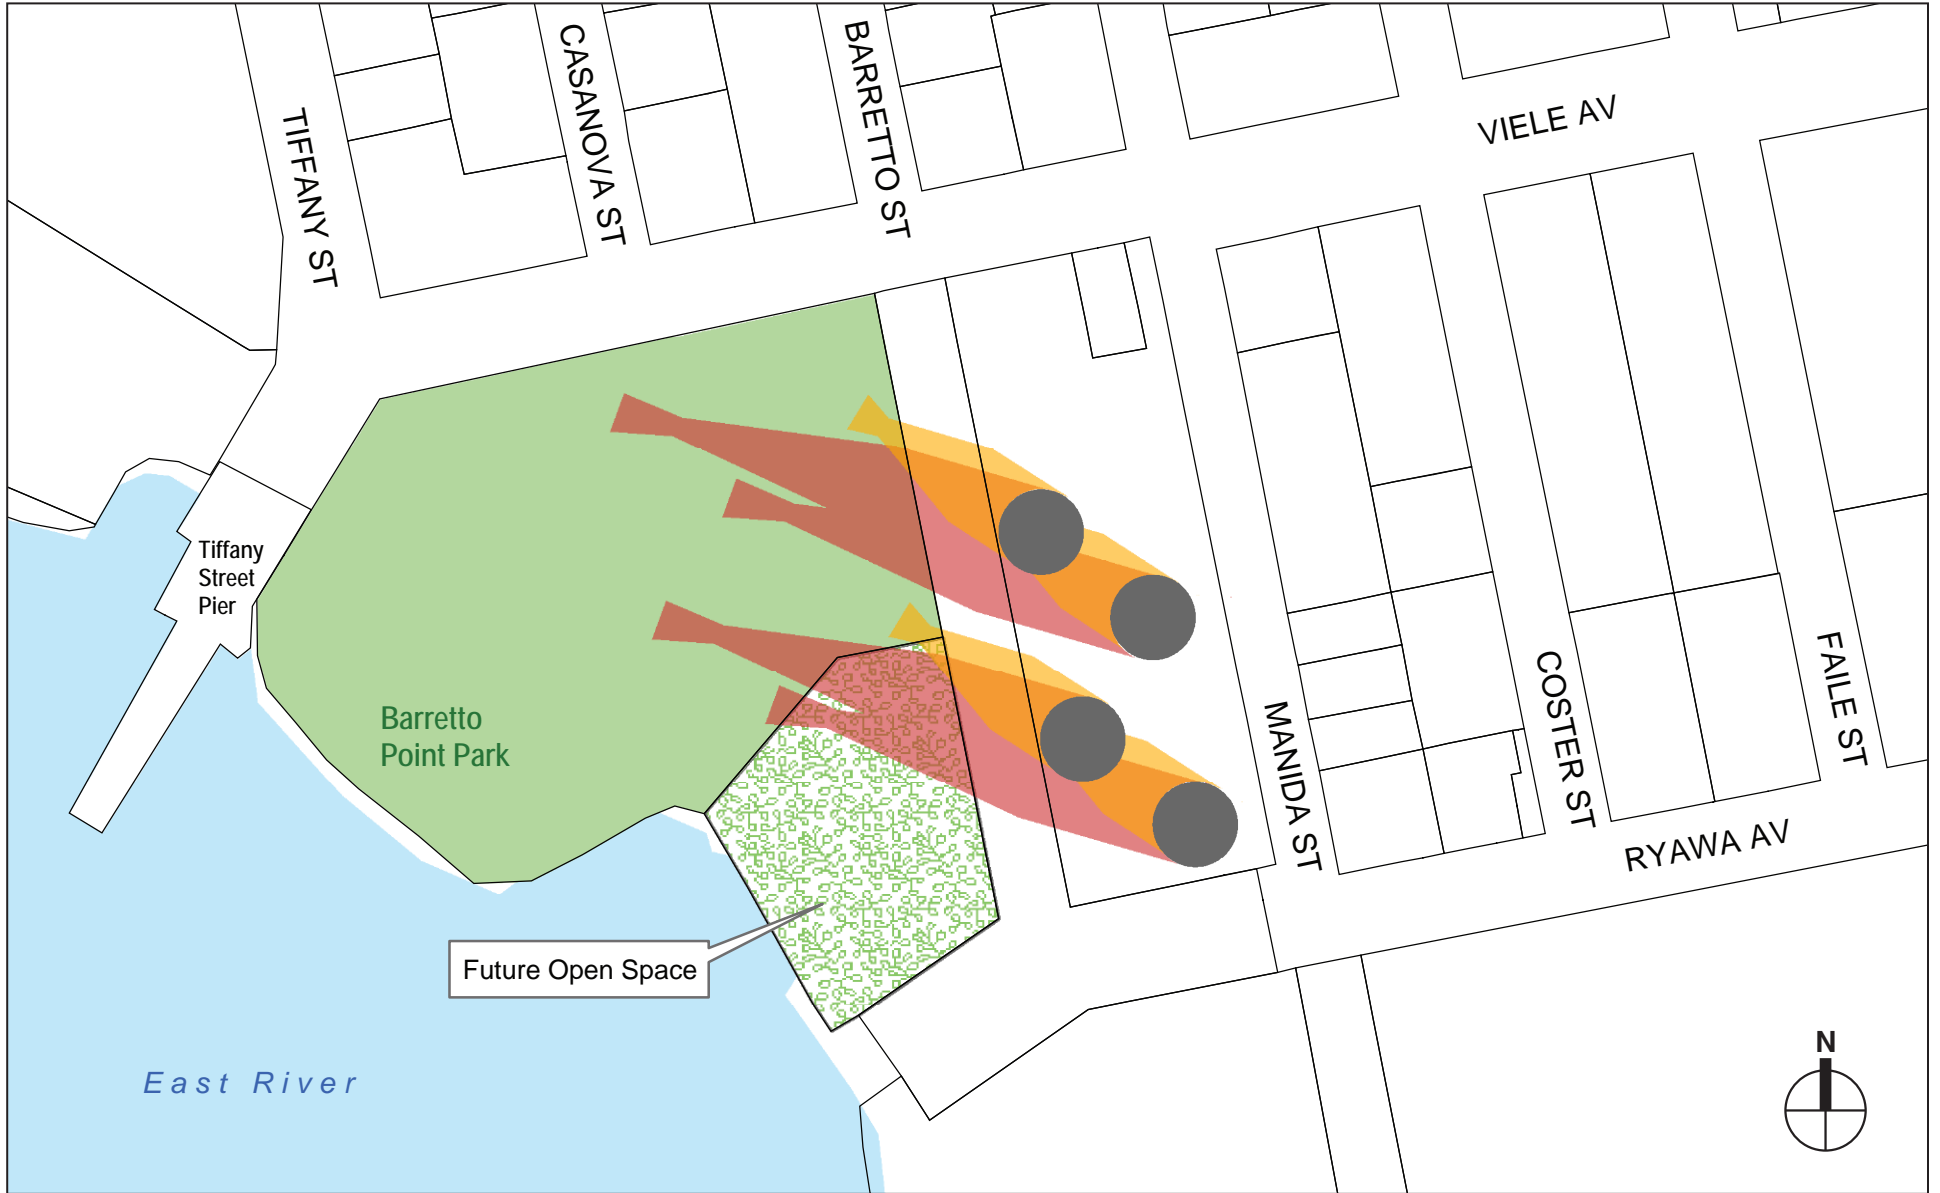 TIFFANY ST
CASANOVA ST
BARRETTO ST
VIELE AV
Tiffany
Street
Pier
Barretto
Point Park
MANIDA ST
COSTER ST
FAILE ST
RYAWA AV
Future Open Space
East River
N